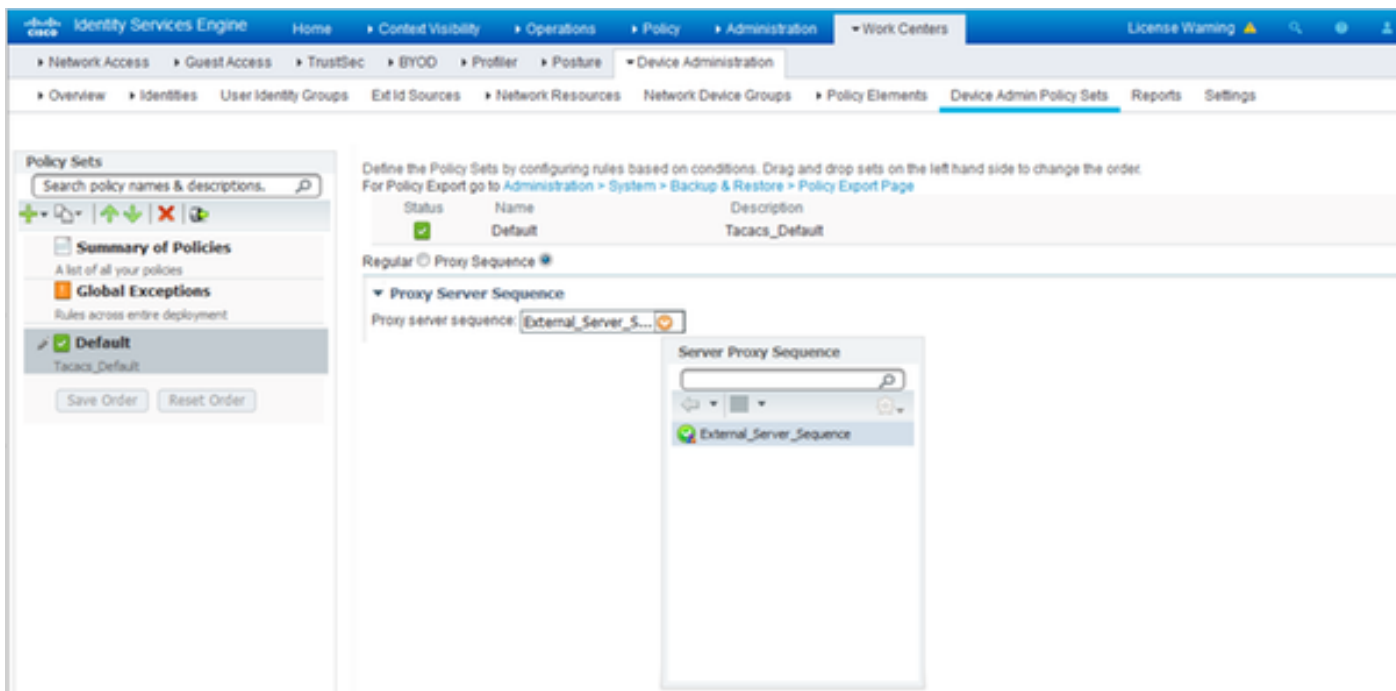 cisco Identity Services Engine Home Context Visibility Operations Policy Administration Work Centers License Warning
Network Access Guest Access TrustSec BYOD Profiler Posture Device Administration
Overview Identities User Identity Groups Ext Id Sources Network Resources Network Device Groups Policy Elements Device Admin Policy Sets Reports Settings
Policy Sets
Search policy names & descriptions.
Summary of Policies
A list of all your policies
Global Exceptions
Rules across entire deployment
Default
Tacacs_Default
Save Order Reset Order
Define the Policy Sets by configuring rules based on conditions. Drag and drop sets on the left hand side to change the order.
For Policy Export go to Administration > System > Backup & Restore > Policy Export Page
Status Name Description
Default Tacacs_Default
Regular Proxy Sequence
Proxy Server Sequence
Proxy server sequence: External_Server_S...
Server Proxy Sequence
External_Server_Sequence